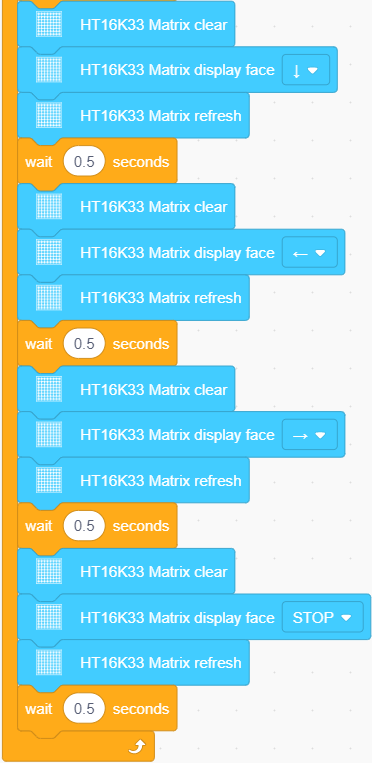 HT16K33 Matrix clear
HT16K33 Matrix display face ↓
HT16K33 Matrix refresh
wait 0.5 seconds
HT16K33 Matrix clear
HT16K33 Matrix display face ←
HT16K33 Matrix refresh
wait 0.5 seconds
HT16K33 Matrix clear
HT16K33 Matrix display face →
HT16K33 Matrix refresh
wait 0.5 seconds
HT16K33 Matrix clear
HT16K33 Matrix display face STOP
HT16K33 Matrix refresh
wait 0.5 seconds